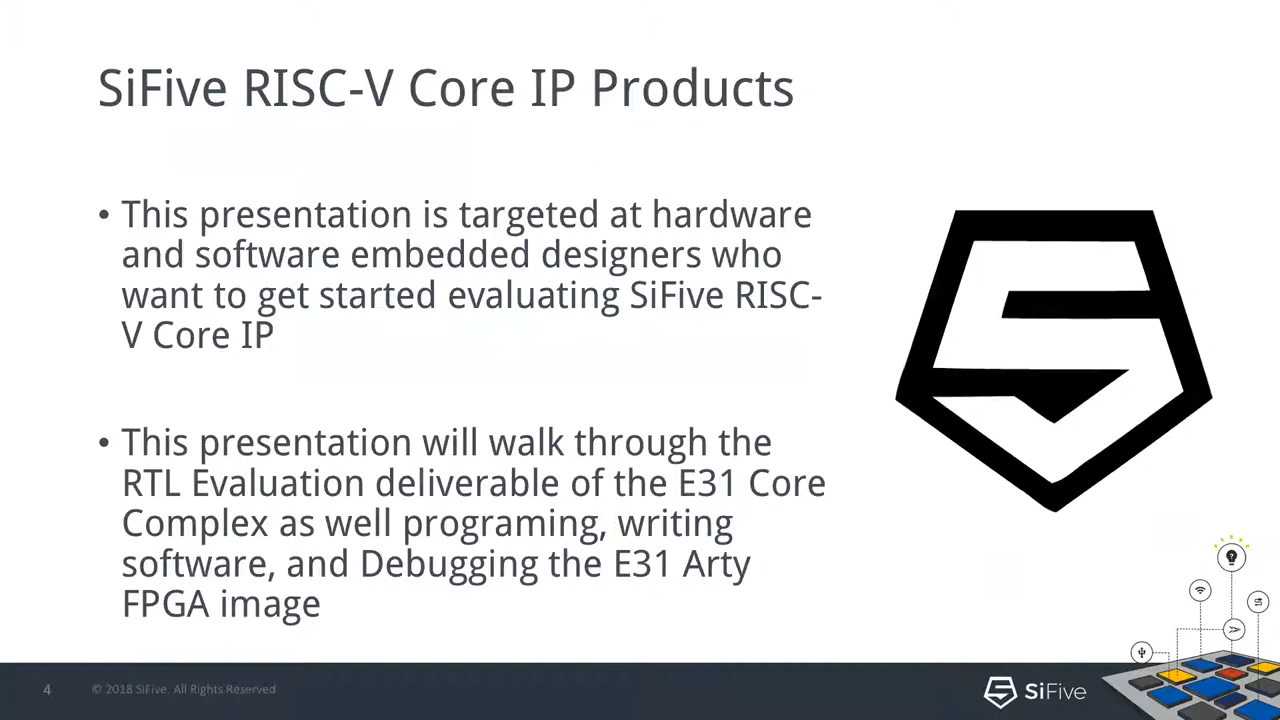 SiFive RISC-V Core IP Products
• This presentation is targeted at hardware
and software embedded designers who
want to get started evaluating SiFive RISC-
V Core IP
• This presentation will walk through the
RTL Evaluation deliverable of the E31 Core
Complex as well programing, writing
software, and Debugging the E31 Arty
FPGA image
4
© 2018 SiFive. All Rights Reserved
SiFive